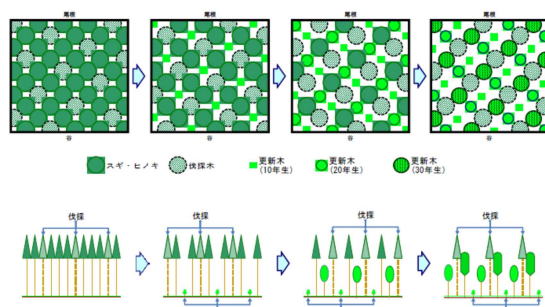 尾根
尾根
尾根
尾根
谷
谷
谷
谷
スギ・ヒノキ
伐採木
更新木
(10年生)
更新木
(20年生)
更新木
(30年生)
伐採
伐採
伐採
伐採